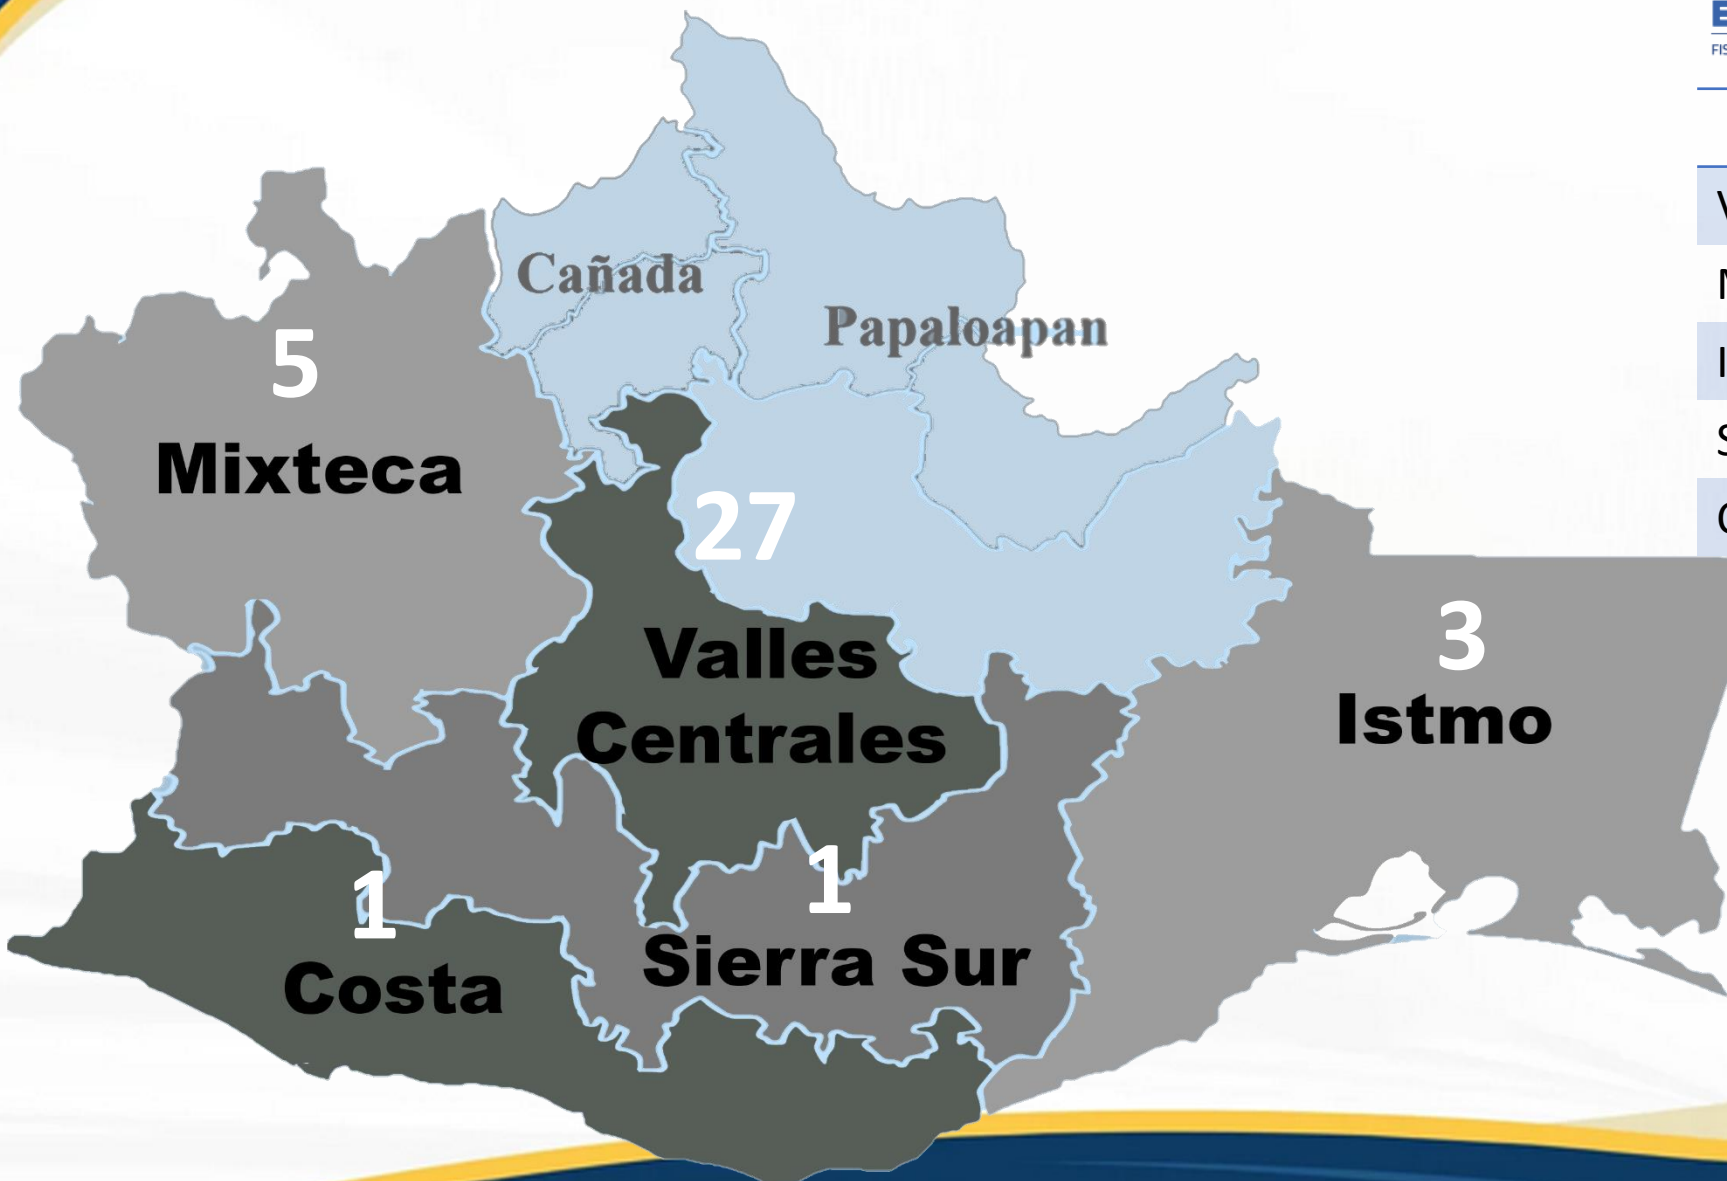 Cañada
Papaloapan
5
Mixteca
27
Valles
Centrales
3
Istmo
1
Costa
1
Sierra Sur